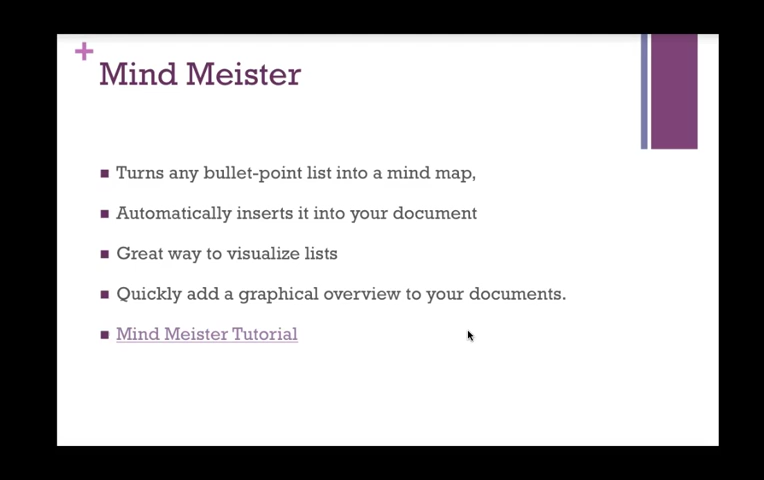 +
Mind Meister
■ Turns any bullet-point list into a mind map,
■ Automatically inserts it into your document
■ Great way to visualize lists
■ Quickly add a graphical overview to your documents.
■ Mind Meister Tutorial